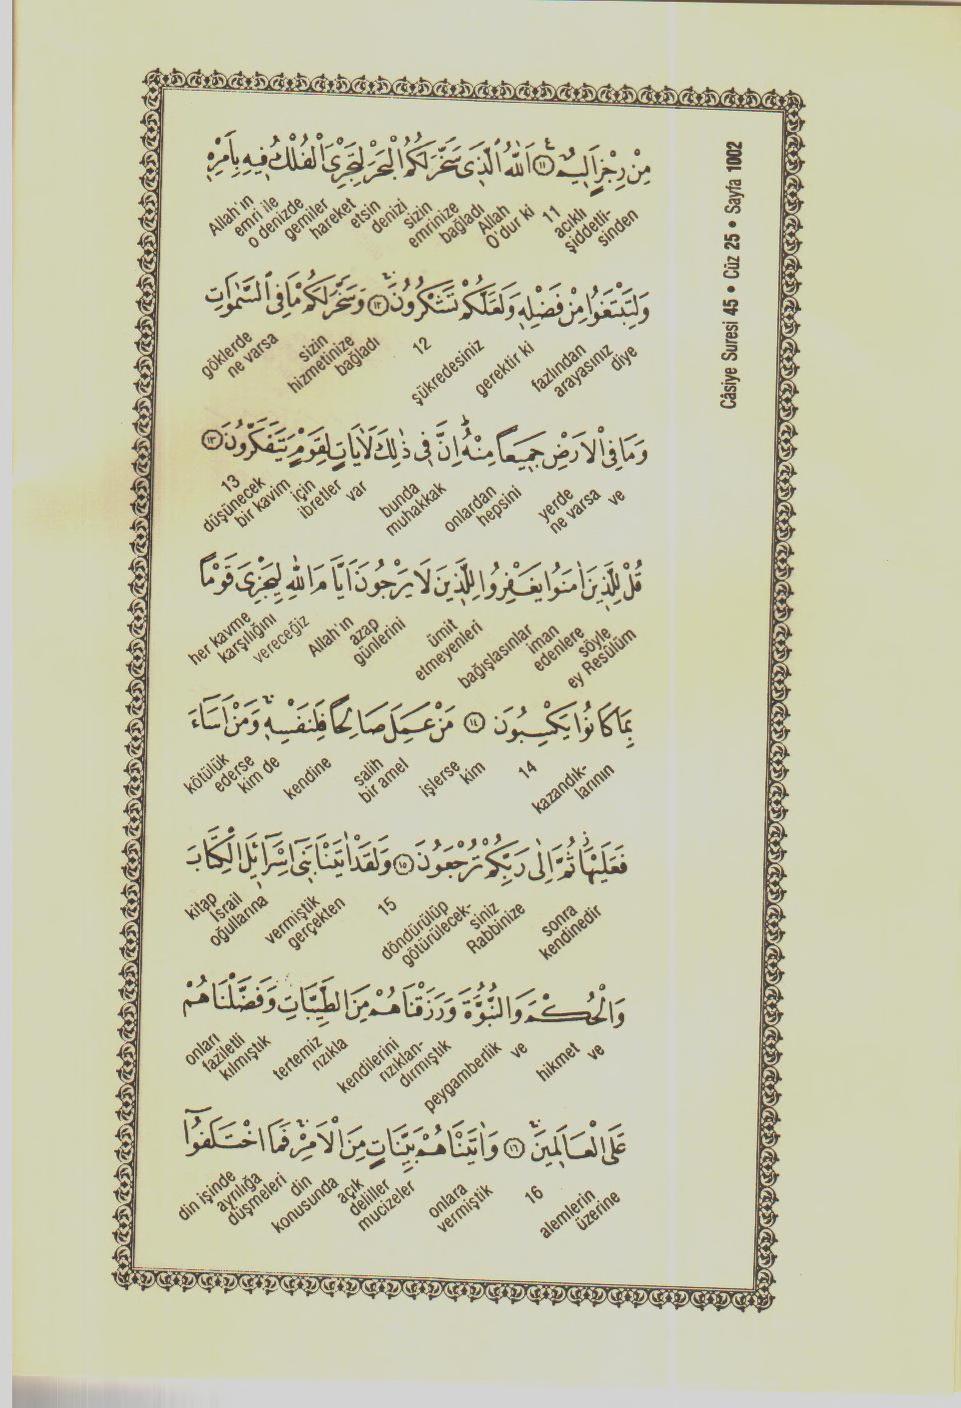 Câsiye Suresi 45 • Cüz 25 • Sayfa 1002
مِنْ رِجْزٍ اَلٖيمٌ ﴿١١﴾ اَللّٰهُ الَّذٖى سَخَّرَ لَكُمُ الْبَحْرَ لِتَجْرِىَ الْفُلْكُ فٖيهِ بِاَمْرِهٖ
şiddetli-sinden acıklı 11 O'dur ki Allah bağladı emrinize sizin denizi etsin hareket gemiler o denizde emri ile Allah'ın
وَلِتَبْتَغُوا مِنْ فَضْلِهٖ وَلَعَلَّكُمْ تَشْكُرُونَ ﴿١٢﴾ وَسَخَّرَ لَكُمْ مَا فِى السَّمٰوَاتِ
diye arayasınız fazlından gerektir ki şükredesiniz 12 bağladı hizmetinize sizin ne varsa göklerde
وَمَا فِى الْاَرْضِ جَمٖيعًا مِنْهُ اِنَّ فٖى ذٰلِكَ لَاٰيَاتٍ لِقَوْمٍ يَتَفَكَّرُونَ ﴿١٣﴾
ve ne varsa yerde hepsini onlardan muhakkak bunda var ibretler için bir kavim düşünecek 13
قُلْ لِلَّذٖينَ اٰمَنُوا يَغْفِرُوا لِلَّذٖينَ لَا يَرْجُونَ اَيَّامَ اللّٰهِ لِيَجْزِىَ قَوْمًا
ey Resülüm söyle edenlere iman bağışlasınlar etmeyenleri ümit günlerini azap Allah'ın vereceğiz karşılığını her kavme
بِمَا كَانُوا يَكْسِبُونَ ﴿١٤﴾ مَنْ عَمِلَ صَالِحًا فَلِنَفْسِهٖ وَمَنْ اَسَاءَ
kazandık-larının 14 kim işlerse bir amel salih kendine kim de ederse kötülük
فَعَلَيْهَا ثُمَّ اِلٰى رَبِّكُمْ تُرْجَعُونَ ﴿١٥﴾ وَلَقَدْ اٰتَيْنَا بَنٖى اِسْرَائٖلَ الْكِتَابَ
kendinedir sonra Rabbinize götürülecek-siniz döndürülüp 15 gerçekten vermiştik oğullarına İsrail kitap
وَالْحُكْمَ وَالنُّبُوَّةَ وَرَزَقْنَاهُمْ مِنَ الطَّيِّبَاتِ وَفَضَّلْنَاهُمْ
ve hikmet ve peygamberlik rızıklan-dırmıştık kendilerini rızıkla tertemiz kılmıştık faziletli onları
عَلَى الْعَالَمٖينَ ﴿١٦﴾ وَاٰتَيْنَاهُمْ بَيِّنَاتٍ مِنَ الْاَمْرِ فَمَا اخْتَلَفُوا
üzerine alemlerin 16 vermiştik onlara mucizeler deliller açık konusunda din düşmeleri ayrılığa din işinde